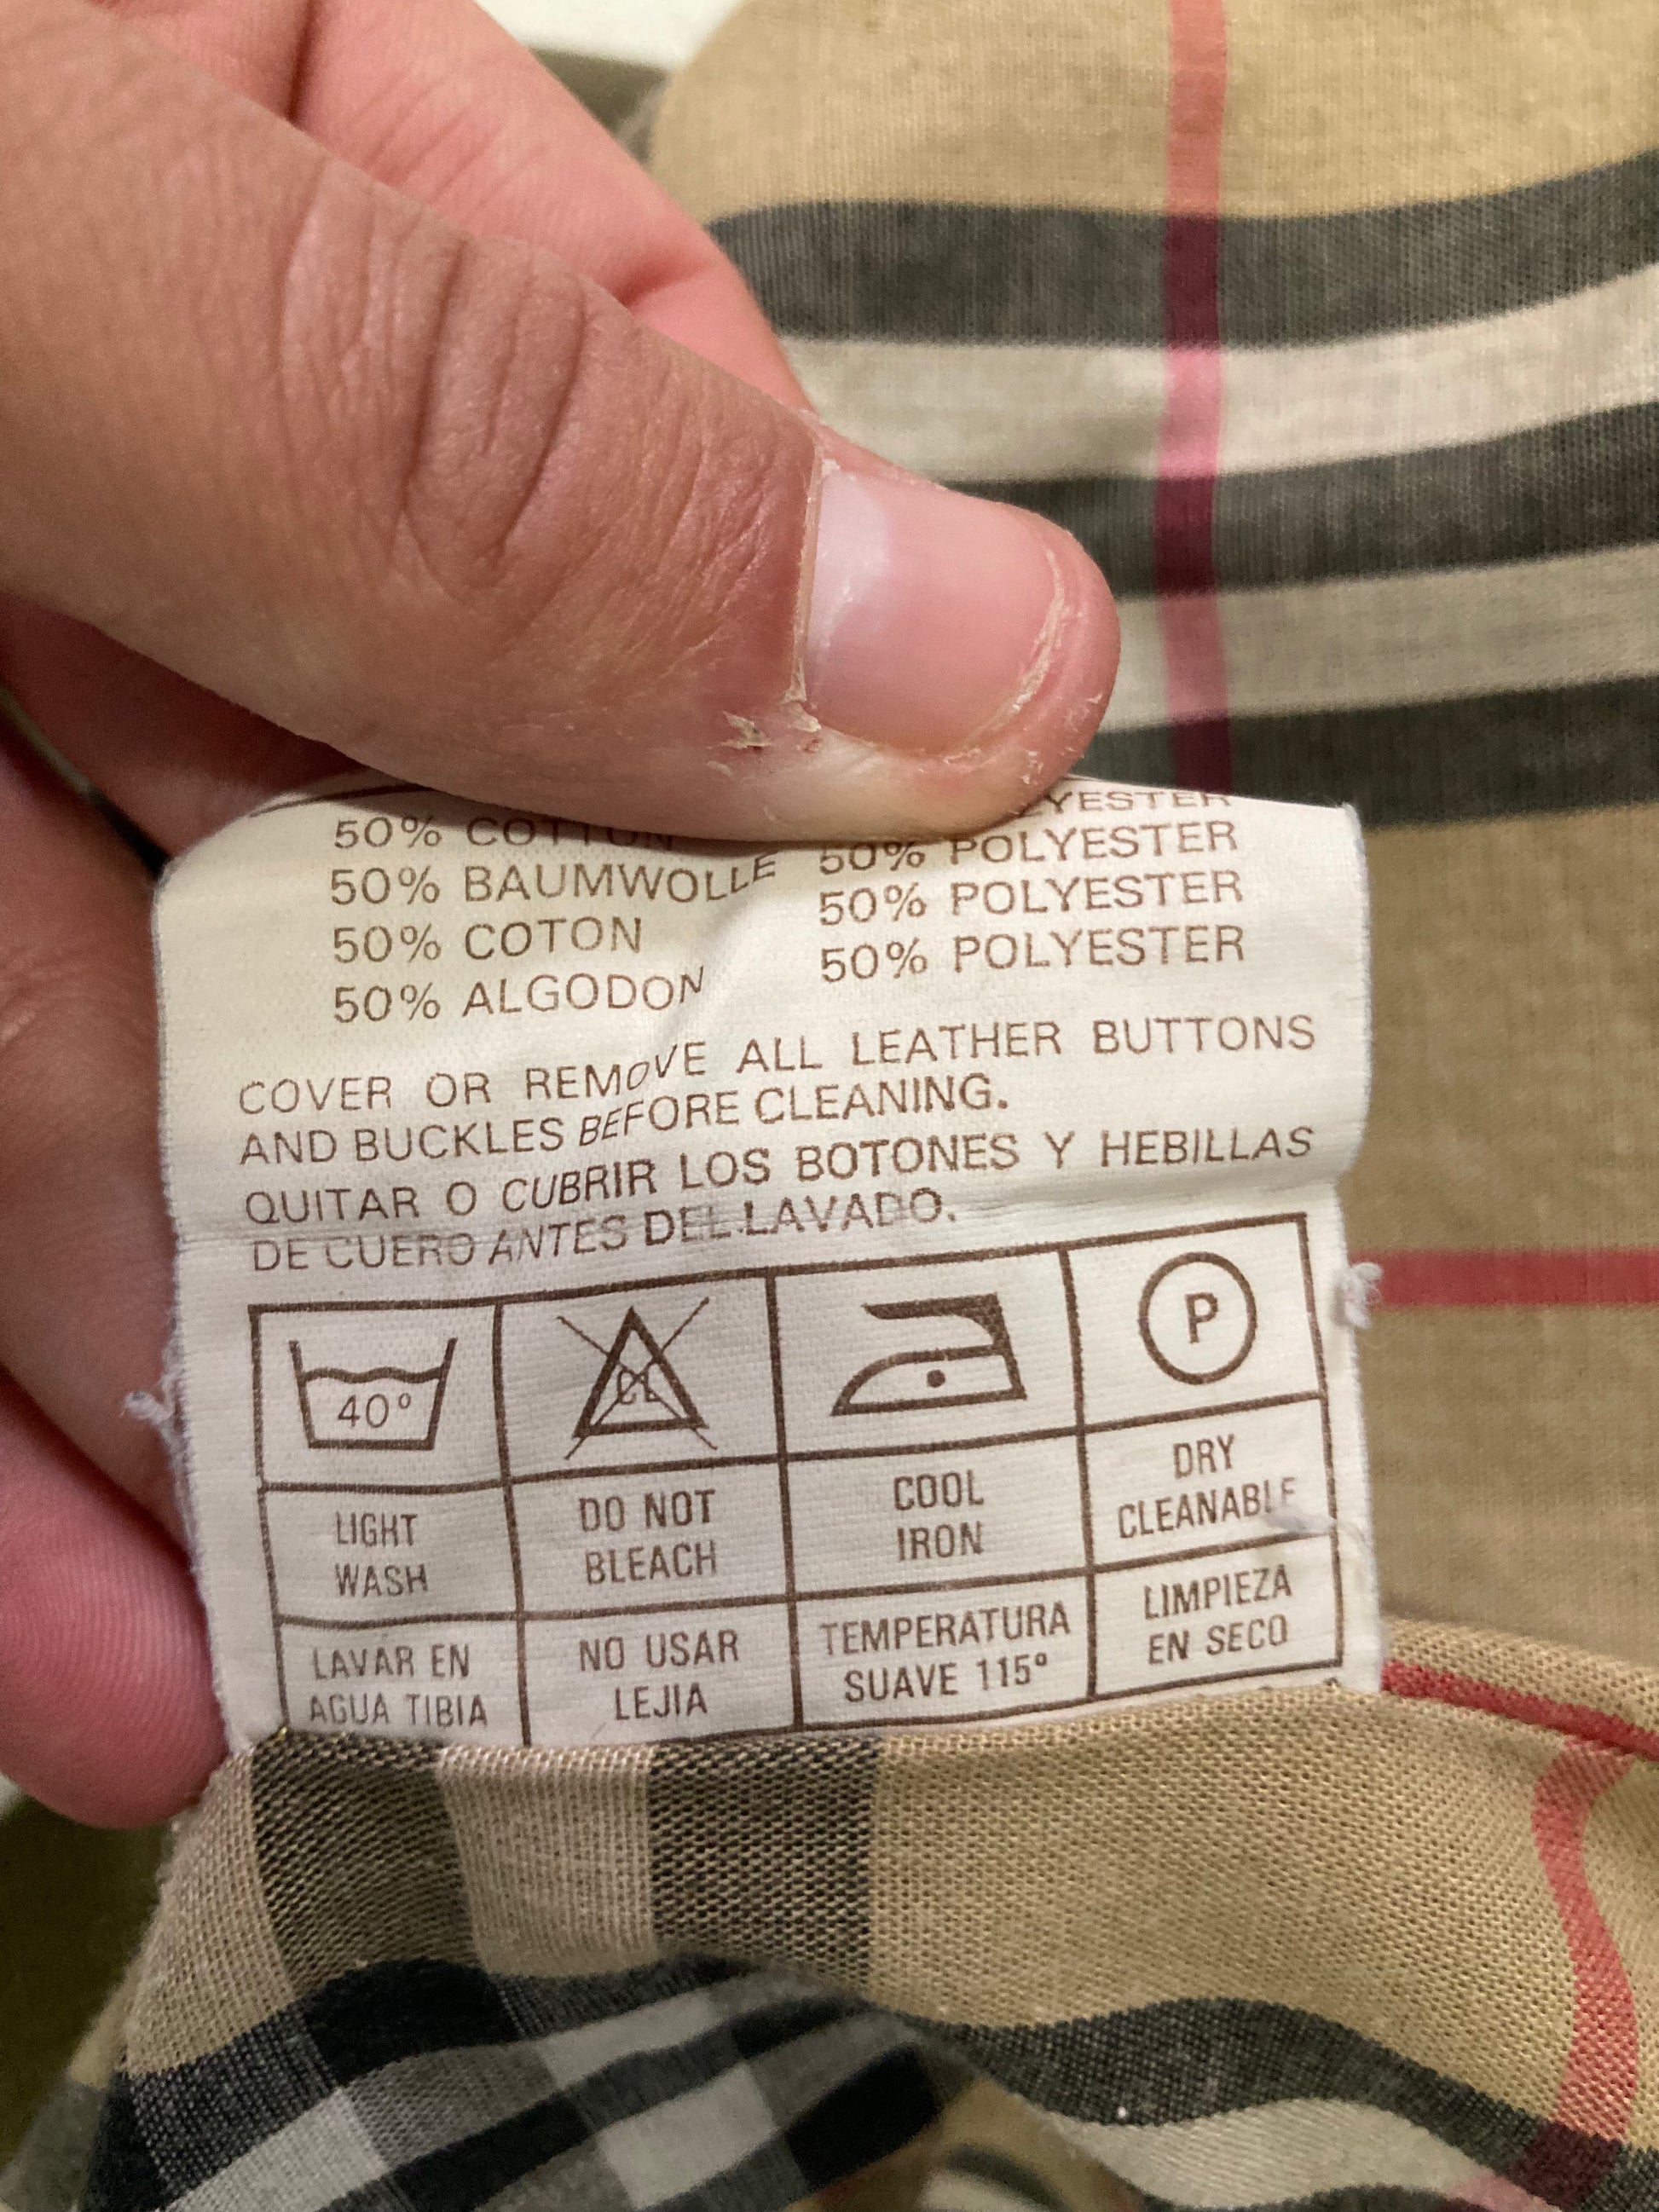 50% COTTON
50% BAUMWOLLE 50% POLYESTER
50% COTON 50% POLYESTER
50% ALGODON 50% POLYESTER
COVER OR REMOVE ALL LEATHER BUTTONS
AND BUCKLES BEFORE CLEANING.
QUITAR O CUBRIR LOS BOTONES Y HEBILLAS
DE CUERO ANTES DEL LAVADO.
40° CL P
LIGHT WASH
DO NOT BLEACH
COOL IRON
DRY CLEANABLE
LAVAR EN AGUA TIBIA
NO USAR LEJIA
TEMPERATURA SUAVE 115°
LIMPIEZA EN SECO